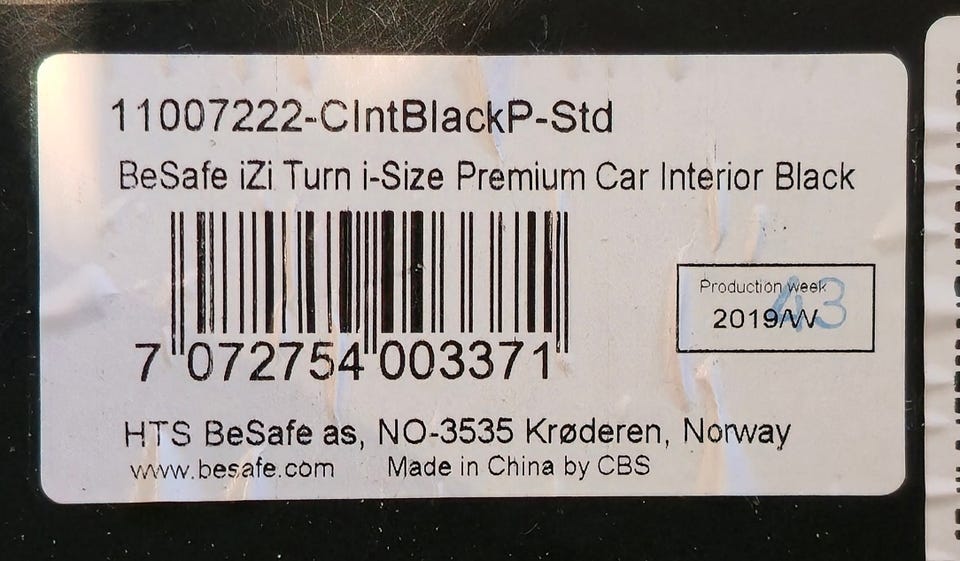 11007222-CIntBlackP-Std
BeSafe iZi Turn i-Size Premium Car Interior Black
7 072754 003371
Production week
2019/W 43
HTS BeSafe as, NO-3535 Krøderen, Norway
www.besafe.com Made in China by CBS